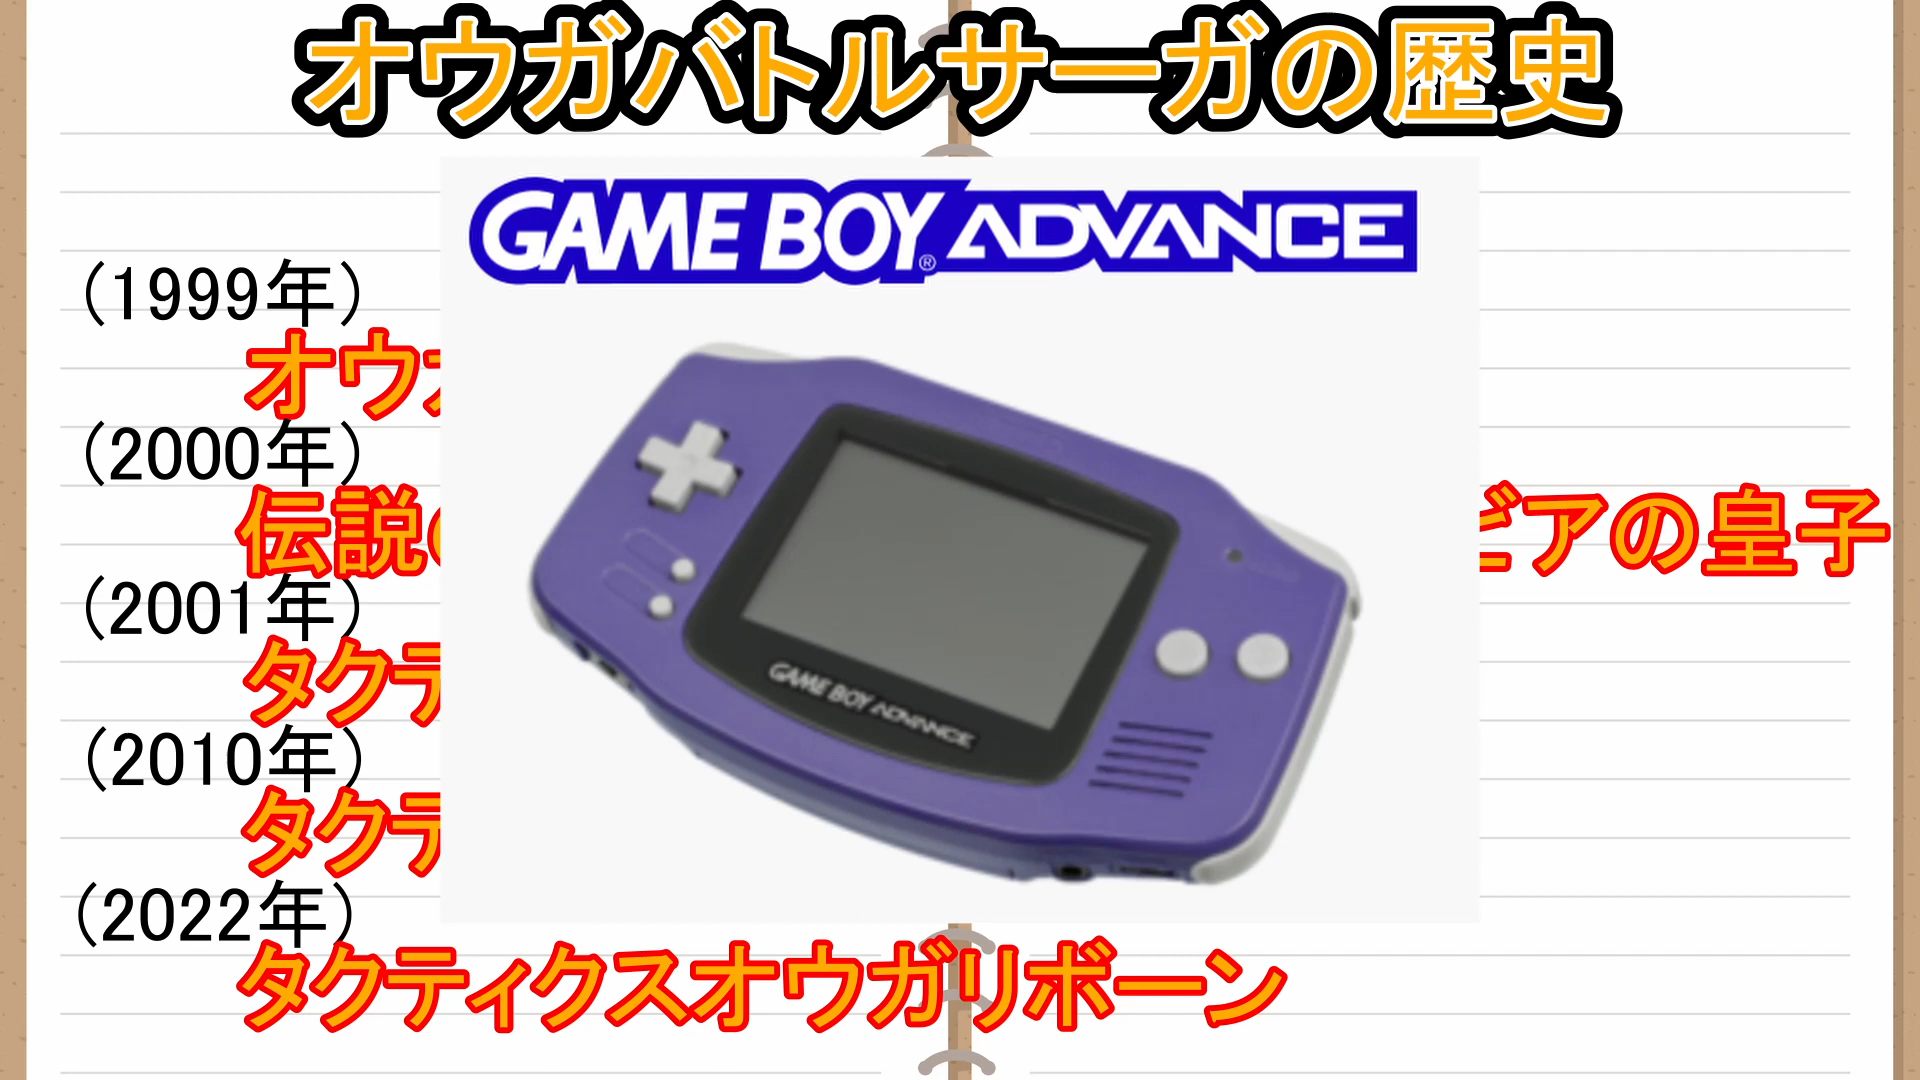 オウガバトルサーガの歴史
GAME BOY® ADVANCE
(1999年)
オウ
(2000年)
伝説 ビアの皇子
(2001年)
タクテ
(2010年)
タクテ
GAME BOY ADVANCE
(2022年)
タクティクスオウガリボーン